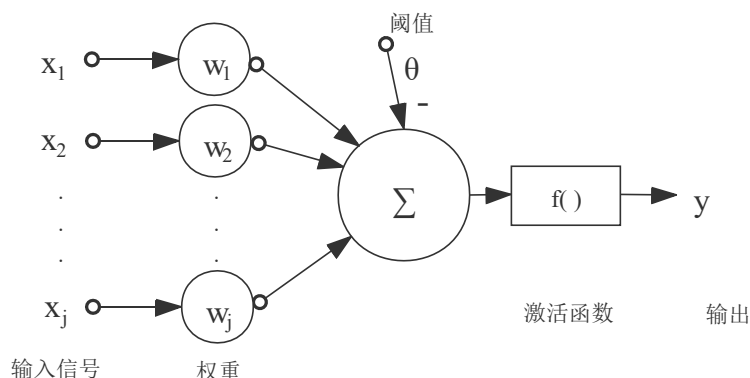 阈值
θ
-
x1 w1
x2 w2
Σ f( ) y
. .
. .
. .
xj wj
激活函数 输出
输入信号 权重